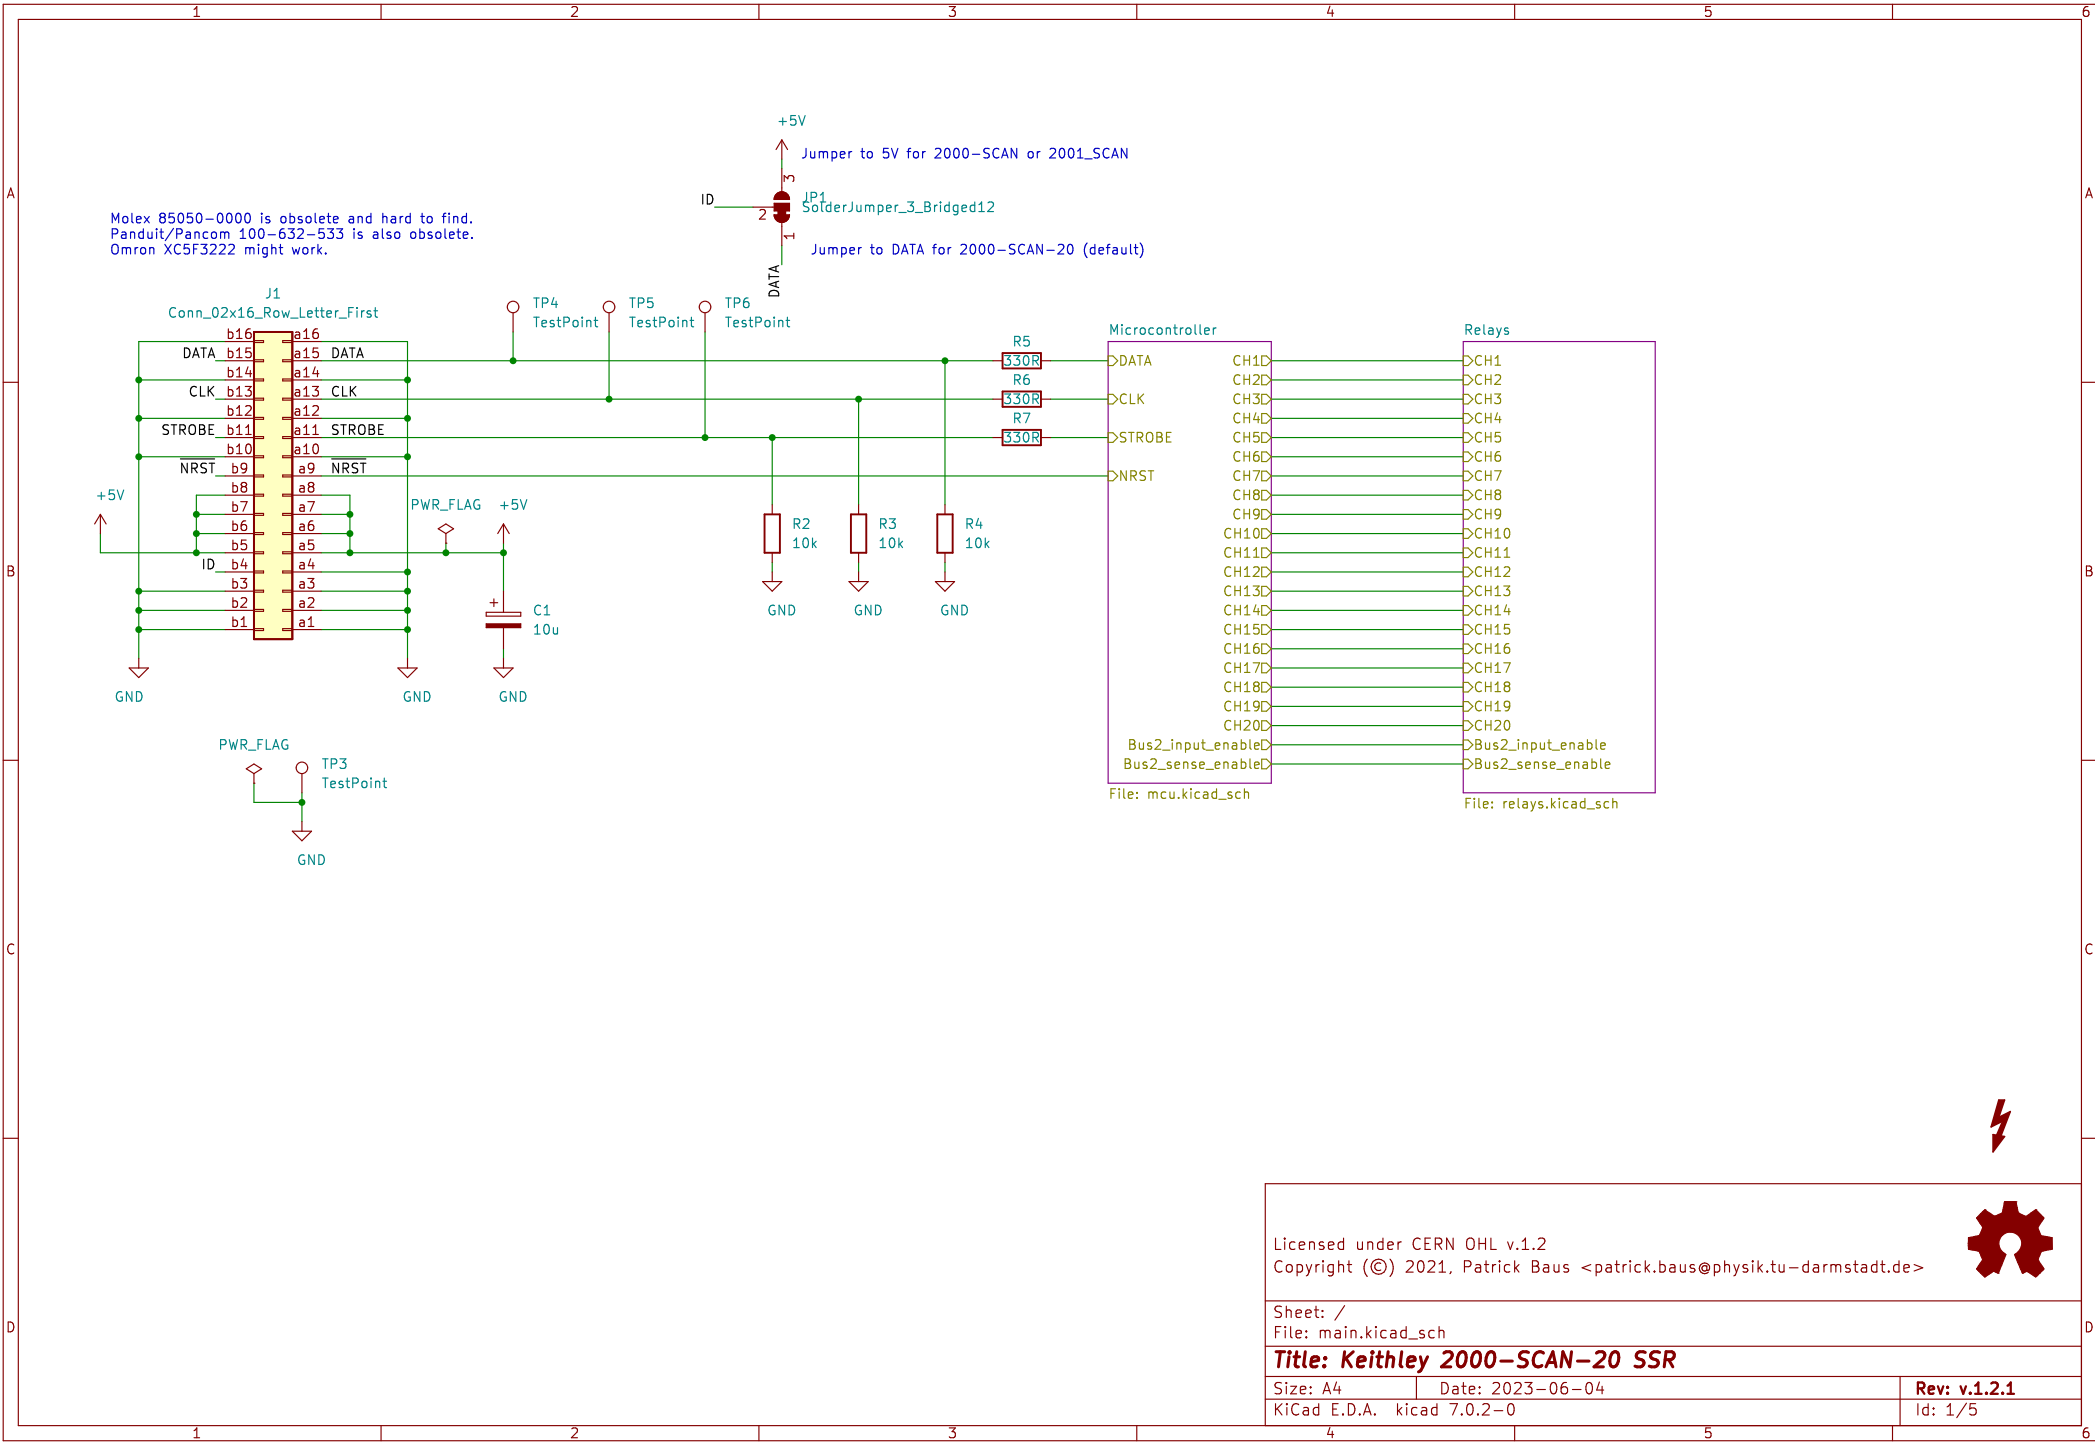 1 2 3 4 5 6
+5V
Jumper to 5V for 2000-SCAN or 2001_SCAN
3
A A
ID
JP1
2
SolderJumper_3_Bridged12
1
Jumper to DATA for 2000-SCAN-20 (default)
DATA
Molex 85050-0000 is obsolete and hard to find.
Panduit/Pancom 100-632-533 is also obsolete.
Omron XC5F3222 might work.
J1
Conn_02x16_Row_Letter_First
b16 a16
DATA b15 a15 DATA
b14 a14
CLK b13 a13 CLK
b12 a12
STROBE b11 a11 STROBE
b10 a10
NRST b9 a9 NRST
b8 a8
b7 a7
b6 a6
b5 a5
ID b4 a4
b3 a3
b2 a2
b1 a1
+5V
GND
GND
PWR_FLAG
+5V
C1
10u
+
GND
TP4
TestPoint
TP5
TestPoint
TP6
TestPoint
R5
330R
R6
330R
R7
330R
R2
10k
GND
R3
10k
GND
R4
10k
GND
PWR_FLAG
TP3
TestPoint
GND
Microcontroller
DATA
CLK
STROBE
NRST
CH1
CH2
CH3
CH4
CH5
CH6
CH7
CH8
CH9
CH10
CH11
CH12
CH13
CH14
CH15
CH16
CH17
CH18
CH19
CH20
Bus2_input_enable
Bus2_sense_enable
File: mcu.kicad_sch
Relays
CH1
CH2
CH3
CH4
CH5
CH6
CH7
CH8
CH9
CH10
CH11
CH12
CH13
CH14
CH15
CH16
CH17
CH18
CH19
CH20
Bus2_input_enable
Bus2_sense_enable
File: relays.kicad_sch
B B
C C
D D
Licensed under CERN OHL v.1.2
Copyright (©) 2021, Patrick Baus <patrick.baus@physik.tu-darmstadt.de>
Sheet: /
File: main.kicad_sch
Title: Keithley 2000-SCAN-20 SSR
Size: A4 Date: 2023-06-04 Rev: v.1.2.1
KiCad E.D.A. kicad 7.0.2-0 Id: 1/5
1 2 3 4 5 6